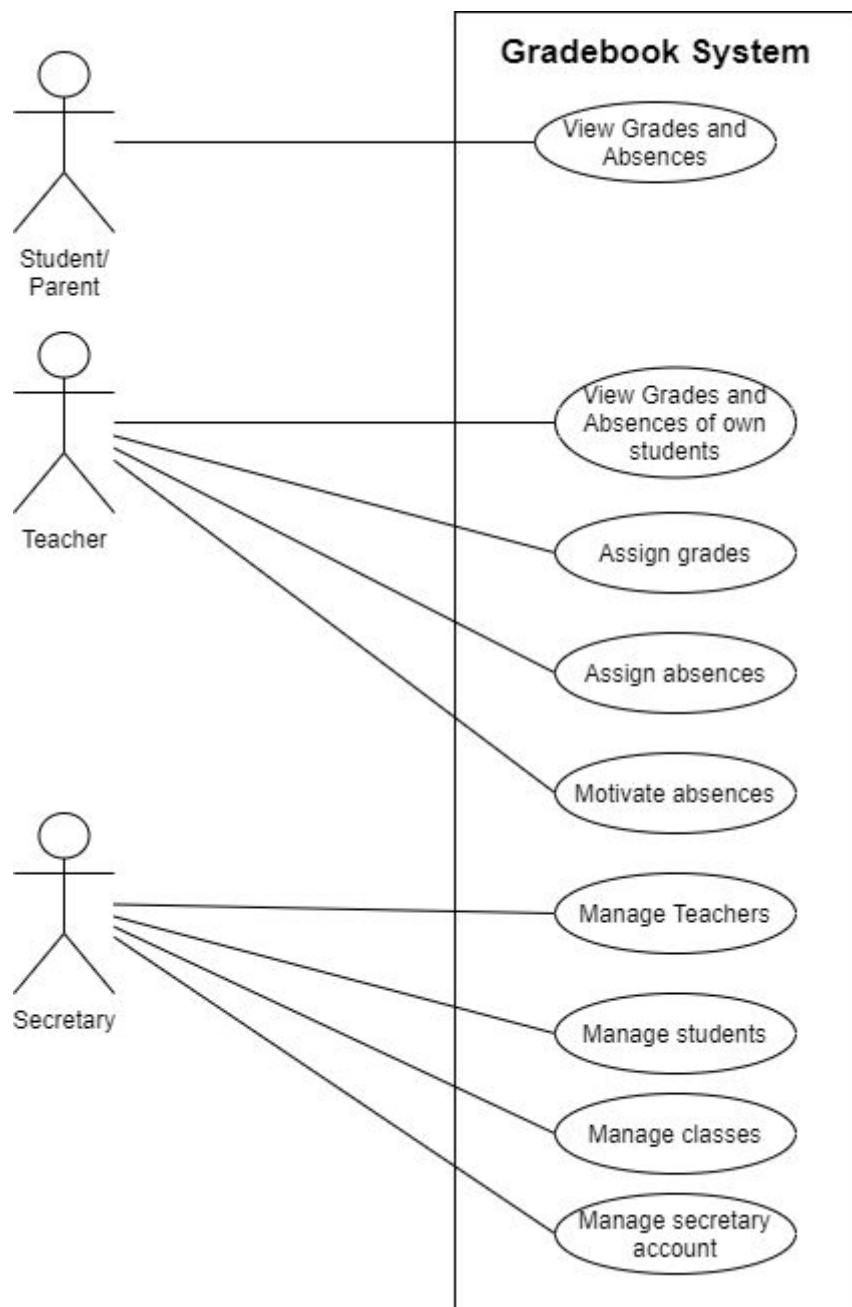 Gradebook System
View Grades and
Absences
Student/
Parent
View Grades and
Absences of own
students
Teacher
Assign grades
Assign absences
Motivate absences
Manage Teachers
Secretary
Manage students
Manage classes
Manage secretary
account